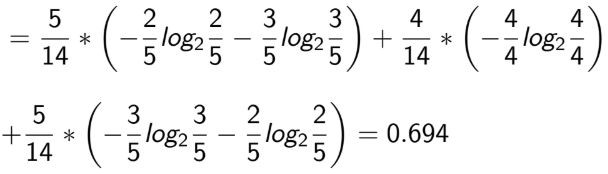 = 5/14 * (−2/5 log₂ 2/5 − 3/5 log₂ 3/5) + 4/14 * (−4/4 log₂ 4/4)
+ 5/14 * (−3/5 log₂ 3/5 − 2/5 log₂ 2/5) = 0.694